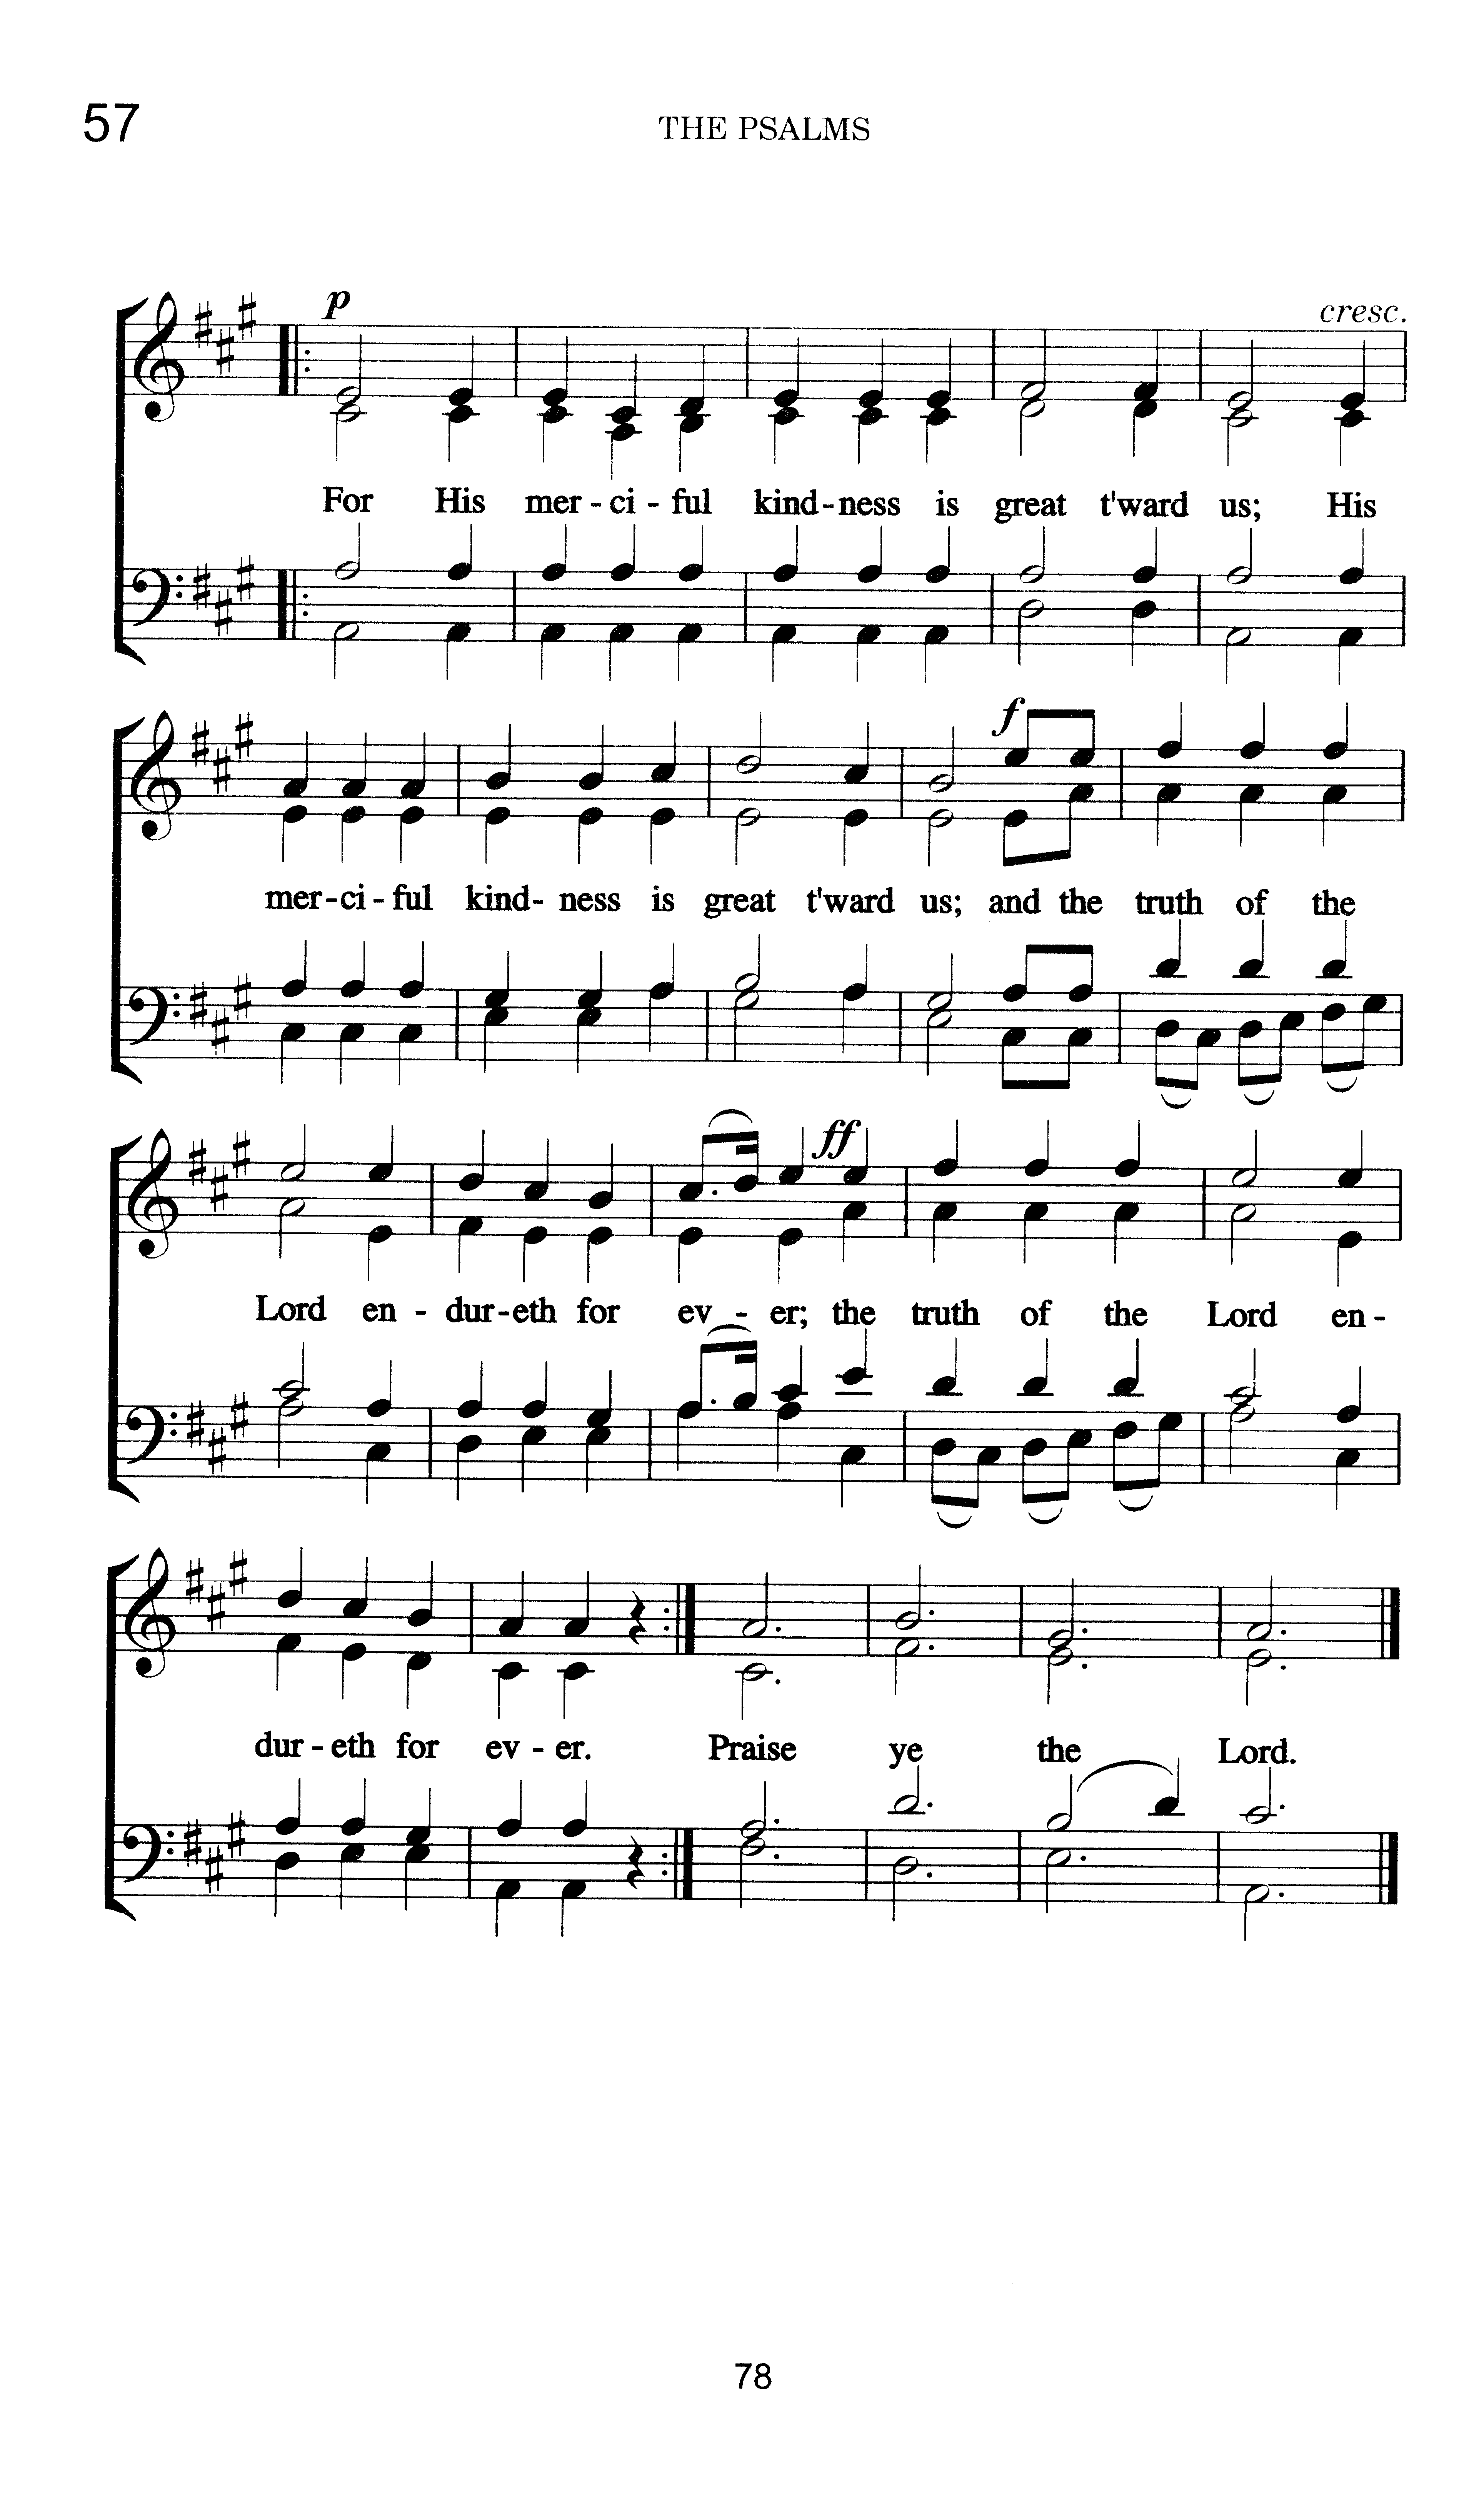 57
THE PSALMS
p
cresc.
For His mer-ci-ful kind-ness is great t'ward us; His
f
mer-ci-ful kind-ness is great t'ward us; and the truth of the
ff
Lord en-dur-eth for ev-er; the truth of the Lord en-
dur-eth for ev-er. Praise ye the Lord.
78